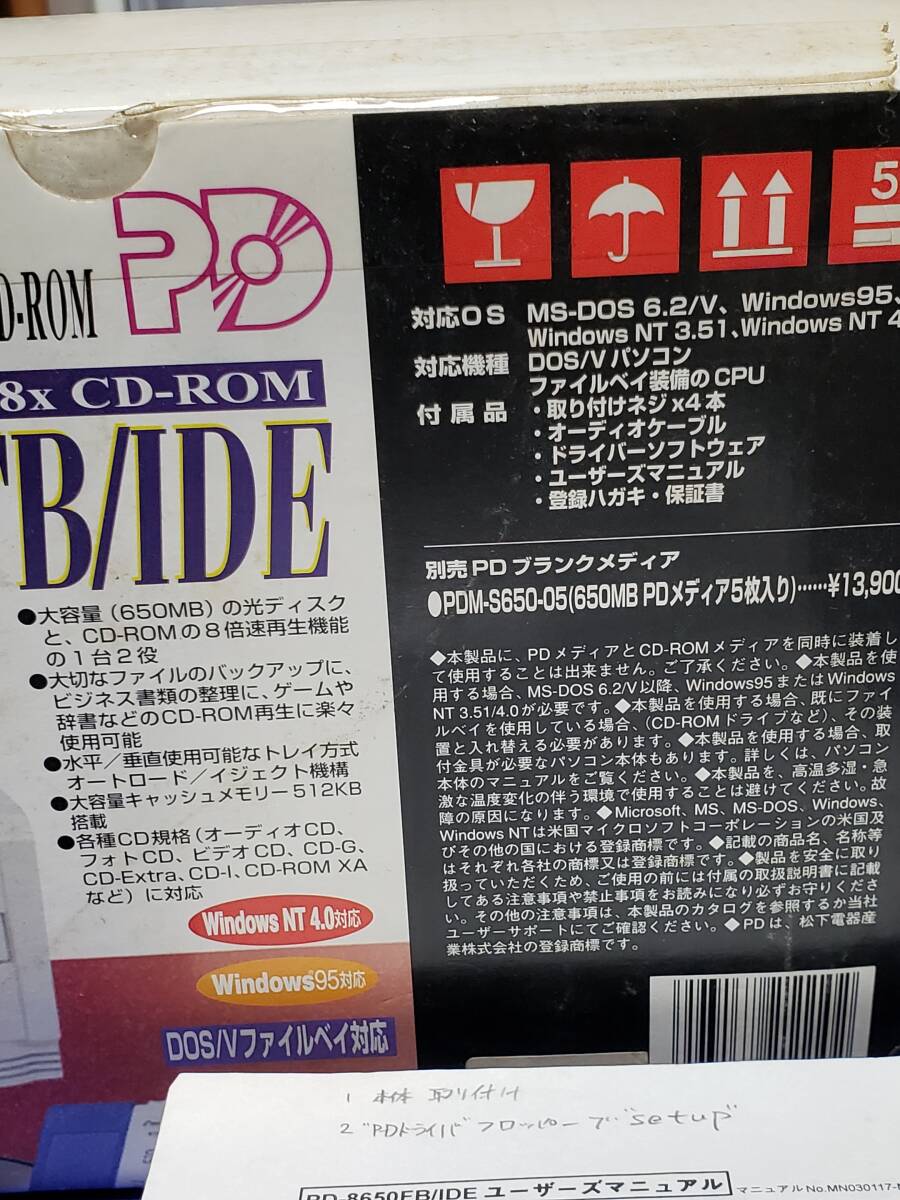 D-ROM
PD
8x CD-ROM
FB/IDE
●大容量(650MB)の光ディスク
と、CD-ROMの8倍速再生機能
の1台2役
●大切なファイルのバックアップに、
ビジネス書類の整理に、ゲームや
辞書などのCD-ROM再生に楽々
使用可能
●水平/垂直使用可能なトレイ方式
オートロード/イジェクト機構
●大容量キャッシュメモリー512KB
搭載
●各種CD規格(オーディオCD、
フォトCD、ビデオCD、CD-G、
CD-Extra、CD-I、CD-ROM XA
など)に対応
Windows NT 4.0対応
Windows95対応
DOS/Vファイルベイ対応
5
対応OS MS-DOS 6.2/V、Windows95、
Windows NT 3.51、Windows NT 4
対応機種 DOS/Vパソコン
ファイルベイ装備のCPU
付属品 ・取り付けネジx4本
・オーディオケーブル
・ドライバーソフトウェア
・ユーザーズマニュアル
・登録ハガキ・保証書
別売PDブランクメディア
●PDM-S650-05(650MB PDメディア5枚入り)……¥13,900
◆本製品に、PDメディアとCD-ROMメディアを同時に装着し
て使用することは出来ません。ご了承ください。◆本製品を使
用する場合、MS-DOS 6.2/V以降、Windows95またはWindows
NT 3.51/4.0が必要です。◆本製品を使用する場合、既にファイ
ルベイを使用している場合、(CD-ROMドライブなど)、その装
置と入れ替える必要があります。◆本製品を使用する場合、取
付金具が必要なパソコン本体もあります。詳しくは、パソコン
本体のマニュアルをご覧ください。◆本製品を、高温多湿・急
激な温度変化の伴う環境で使用することは避けてください。故
障の原因になります。◆Microsoft、MS、MS-DOS、Windows、
Windows NTは米国マイクロソフトコーポレーションの米国及
びその他の国における登録商標です。◆記載の商品名、名称等
はそれぞれ各社の商標又は登録商標です。◆製品を安全に取り
扱っていただくため、ご使用の前には付属の取扱説明書に記載
してある注意事項や禁止事項をお読みになり必ずお守りくださ
い。その他の注意事項は、本製品のカタログを参照するか当社
ユーザーサポートにてご確認ください。◆PDは、松下電器産
業株式会社の登録商標です。
1 本体 取り付け
2 "PDドライバ" フロッピーで "setup"
PD-8650FB/IDE ユーザーズマニュアル
マニュアルNo.MN030117-